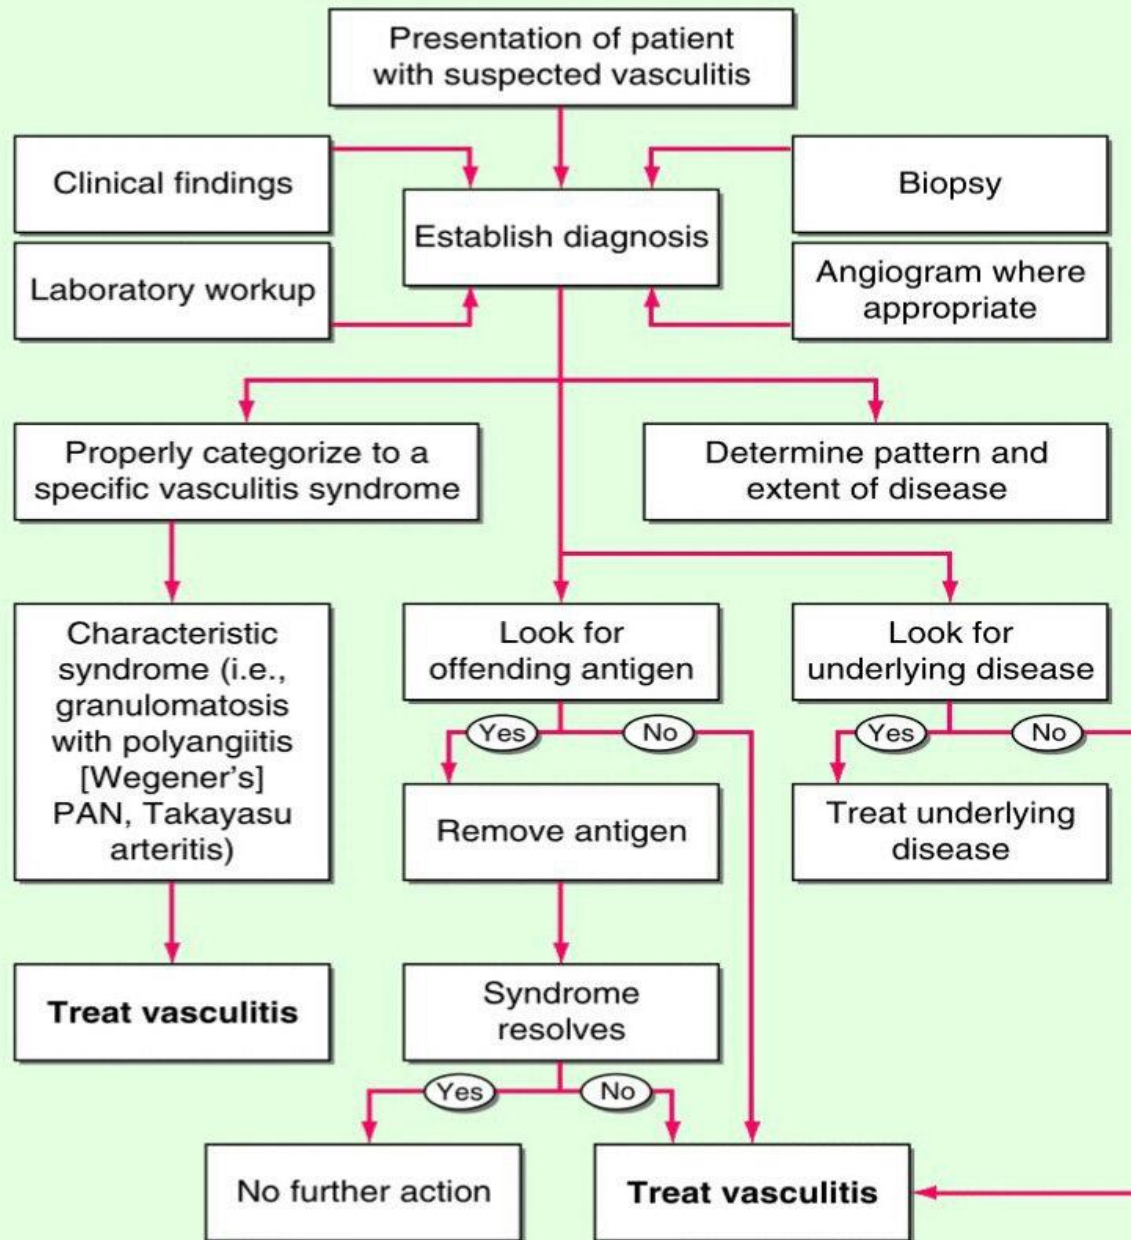 Presentation of patient
with suspected vasculitis
Clinical findings
Biopsy
Establish diagnosis
Laboratory workup
Angiogram where
appropriate
Properly categorize to a
specific vasculitis syndrome
Determine pattern and
extent of disease
Characteristic
syndrome (i.e.,
granulomatosis
with polyangiitis
[Wegener's]
PAN, Takayasu
arteritis)
Look for
offending antigen
Look for
underlying disease
Yes
No
Yes
No
Remove antigen
Treat underlying
disease
Treat vasculitis
Syndrome
resolves
Yes
No
No further action
Treat vasculitis